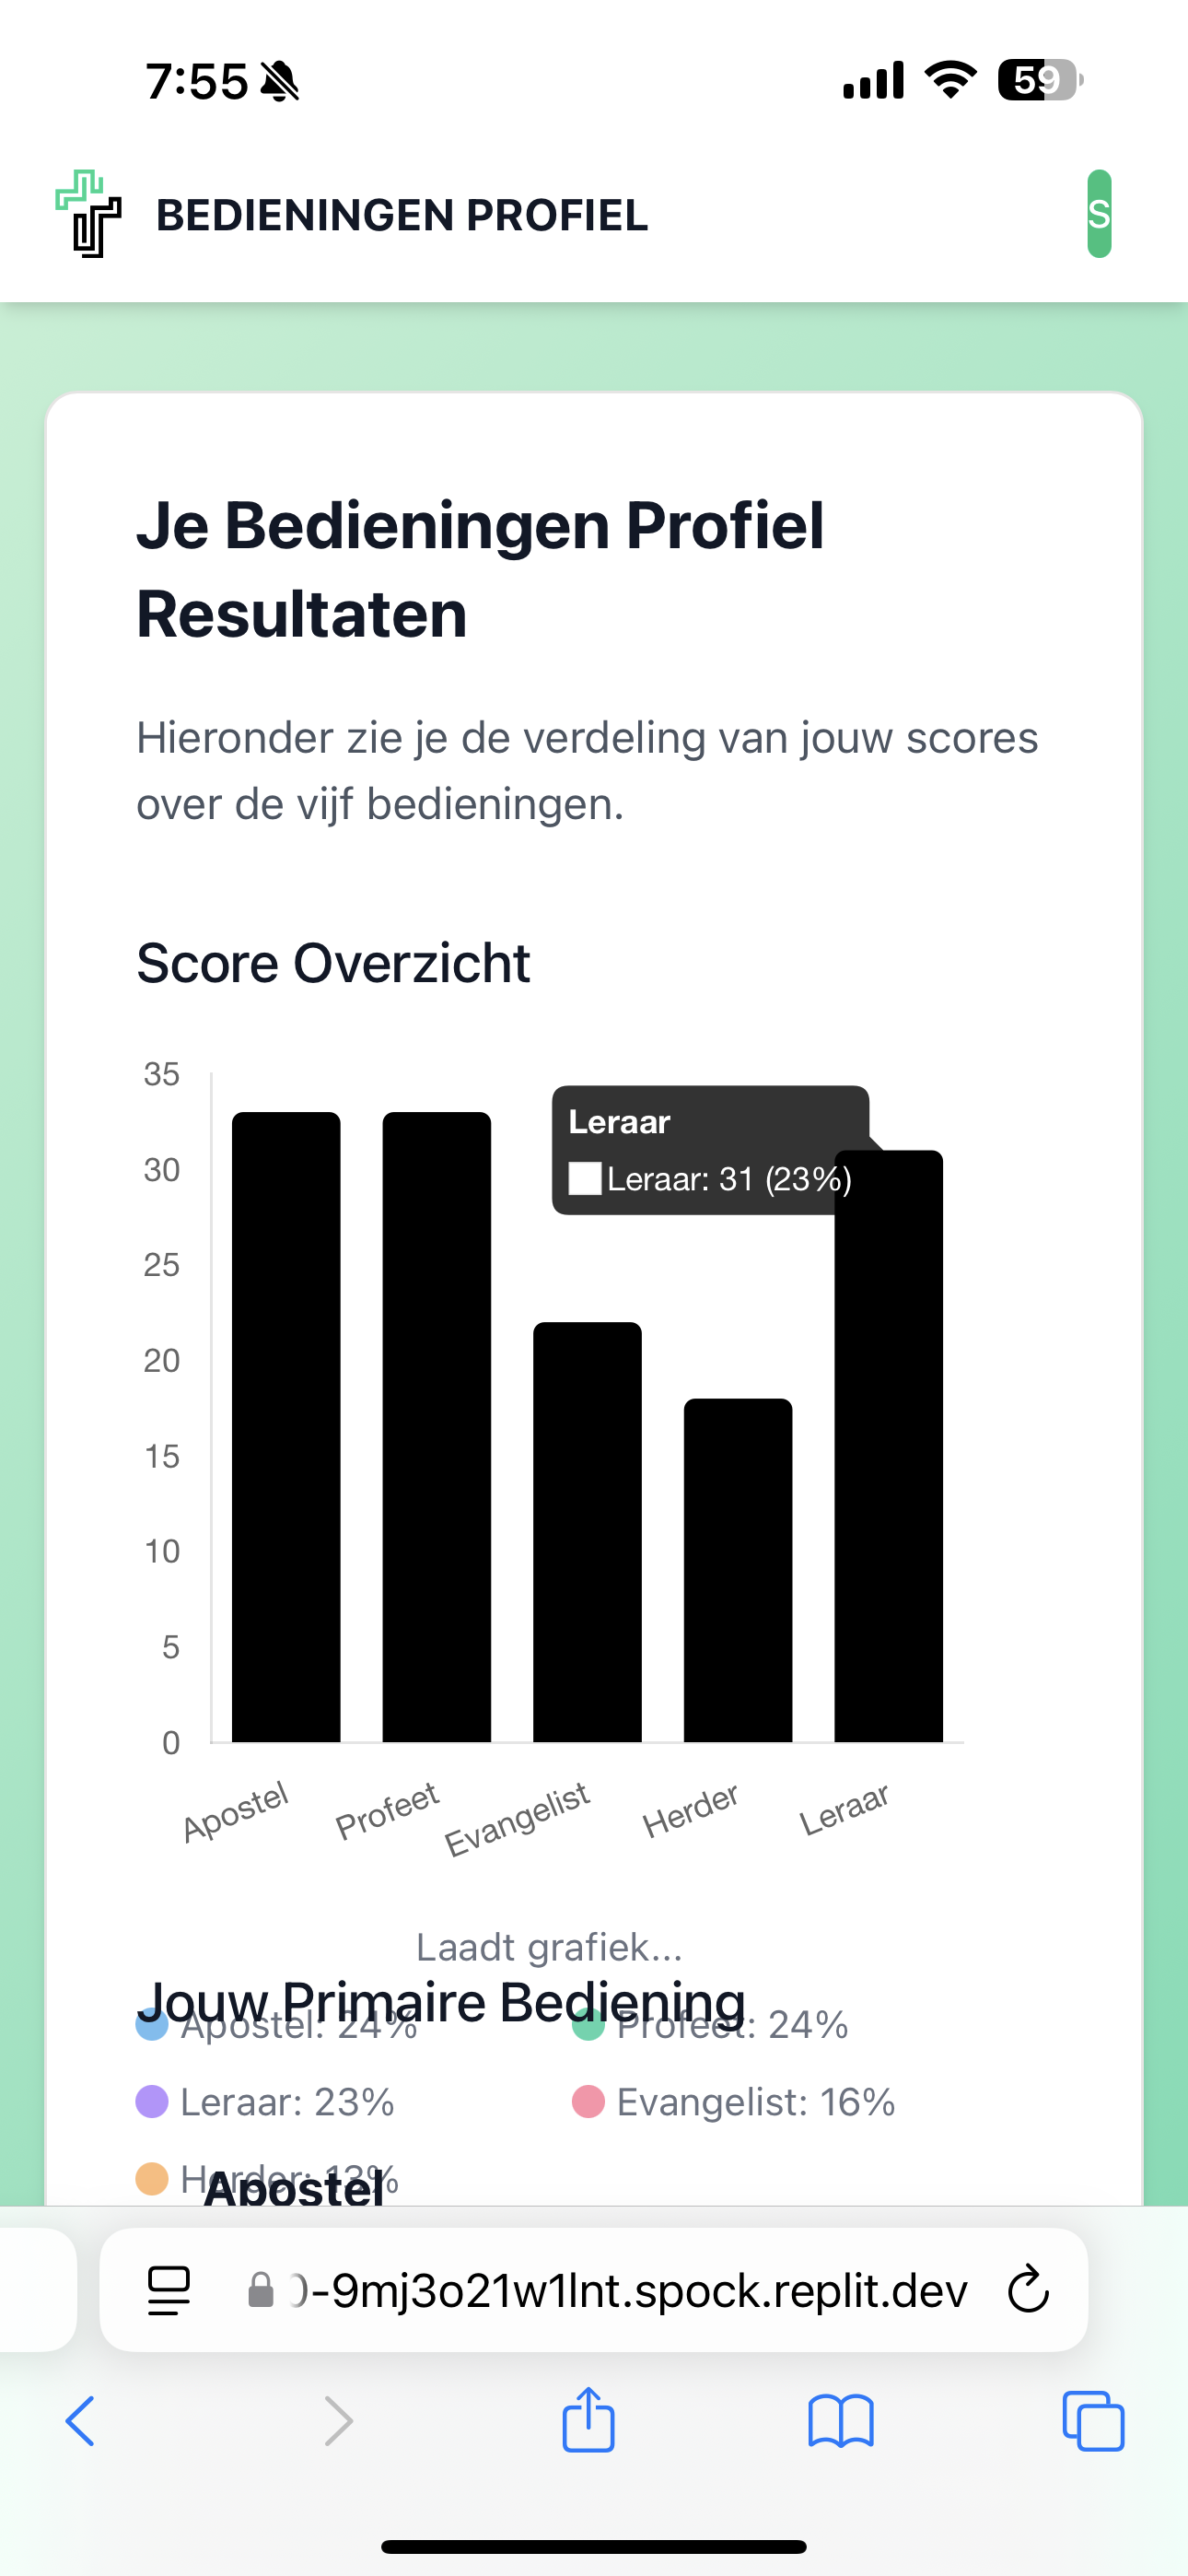 7:55
59
BEDIENINGEN PROFIEL
S
Je Bedieningen Profiel
Resultaten
Hieronder zie je de verdeling van jouw scores
over de vijf bedieningen.
Score Overzicht
35
30
25
20
15
10
5
0
Leraar
Leraar: 31 (23%)
Apostel
Profeet
Evangelist
Herder
Leraar
Laadt grafiek...
Jouw Primaire Bediening
Apostel: 24%
Profeet: 24%
Leraar: 23%
Evangelist: 16%
Herder: 13%
Apostel
-9mj3o21w1lnt.spock.replit.dev